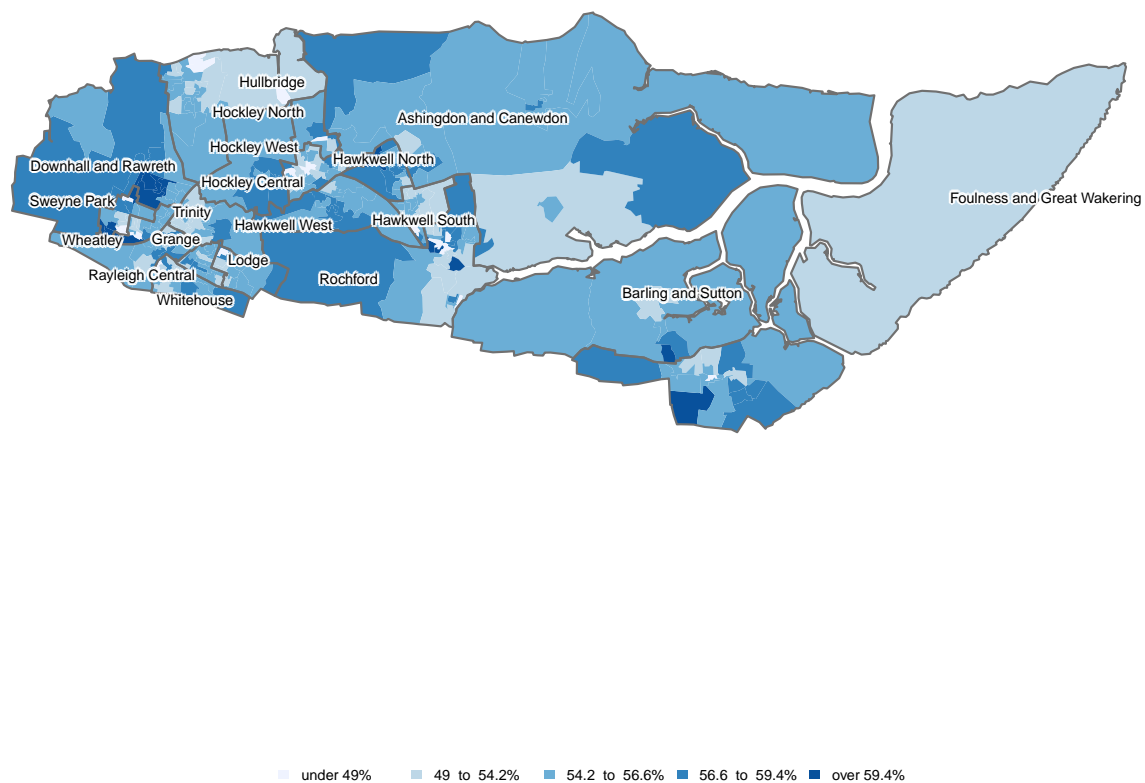 Hullbridge
Hockley North
Ashingdon and Canewdon
Hockley West
Hawkwell North
Downhall and Rawreth
Hockley Central
Foulness and Great Wakering
Sweyne Park
Trinity
Hawkwell South
Hawkwell West
Wheatley
Grange
Lodge
Rayleigh Central
Rochford
Barling and Sutton
Whitehouse
under 49% 49 to 54.2% 54.2 to 56.6% 56.6 to 59.4% over 59.4%